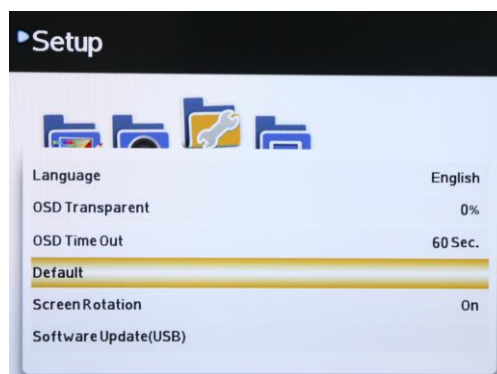 Setup
Language English
OSD Transparent 0%
OSD Time Out 60 Sec.
Default
Screen Rotation On
Software Update(USB)